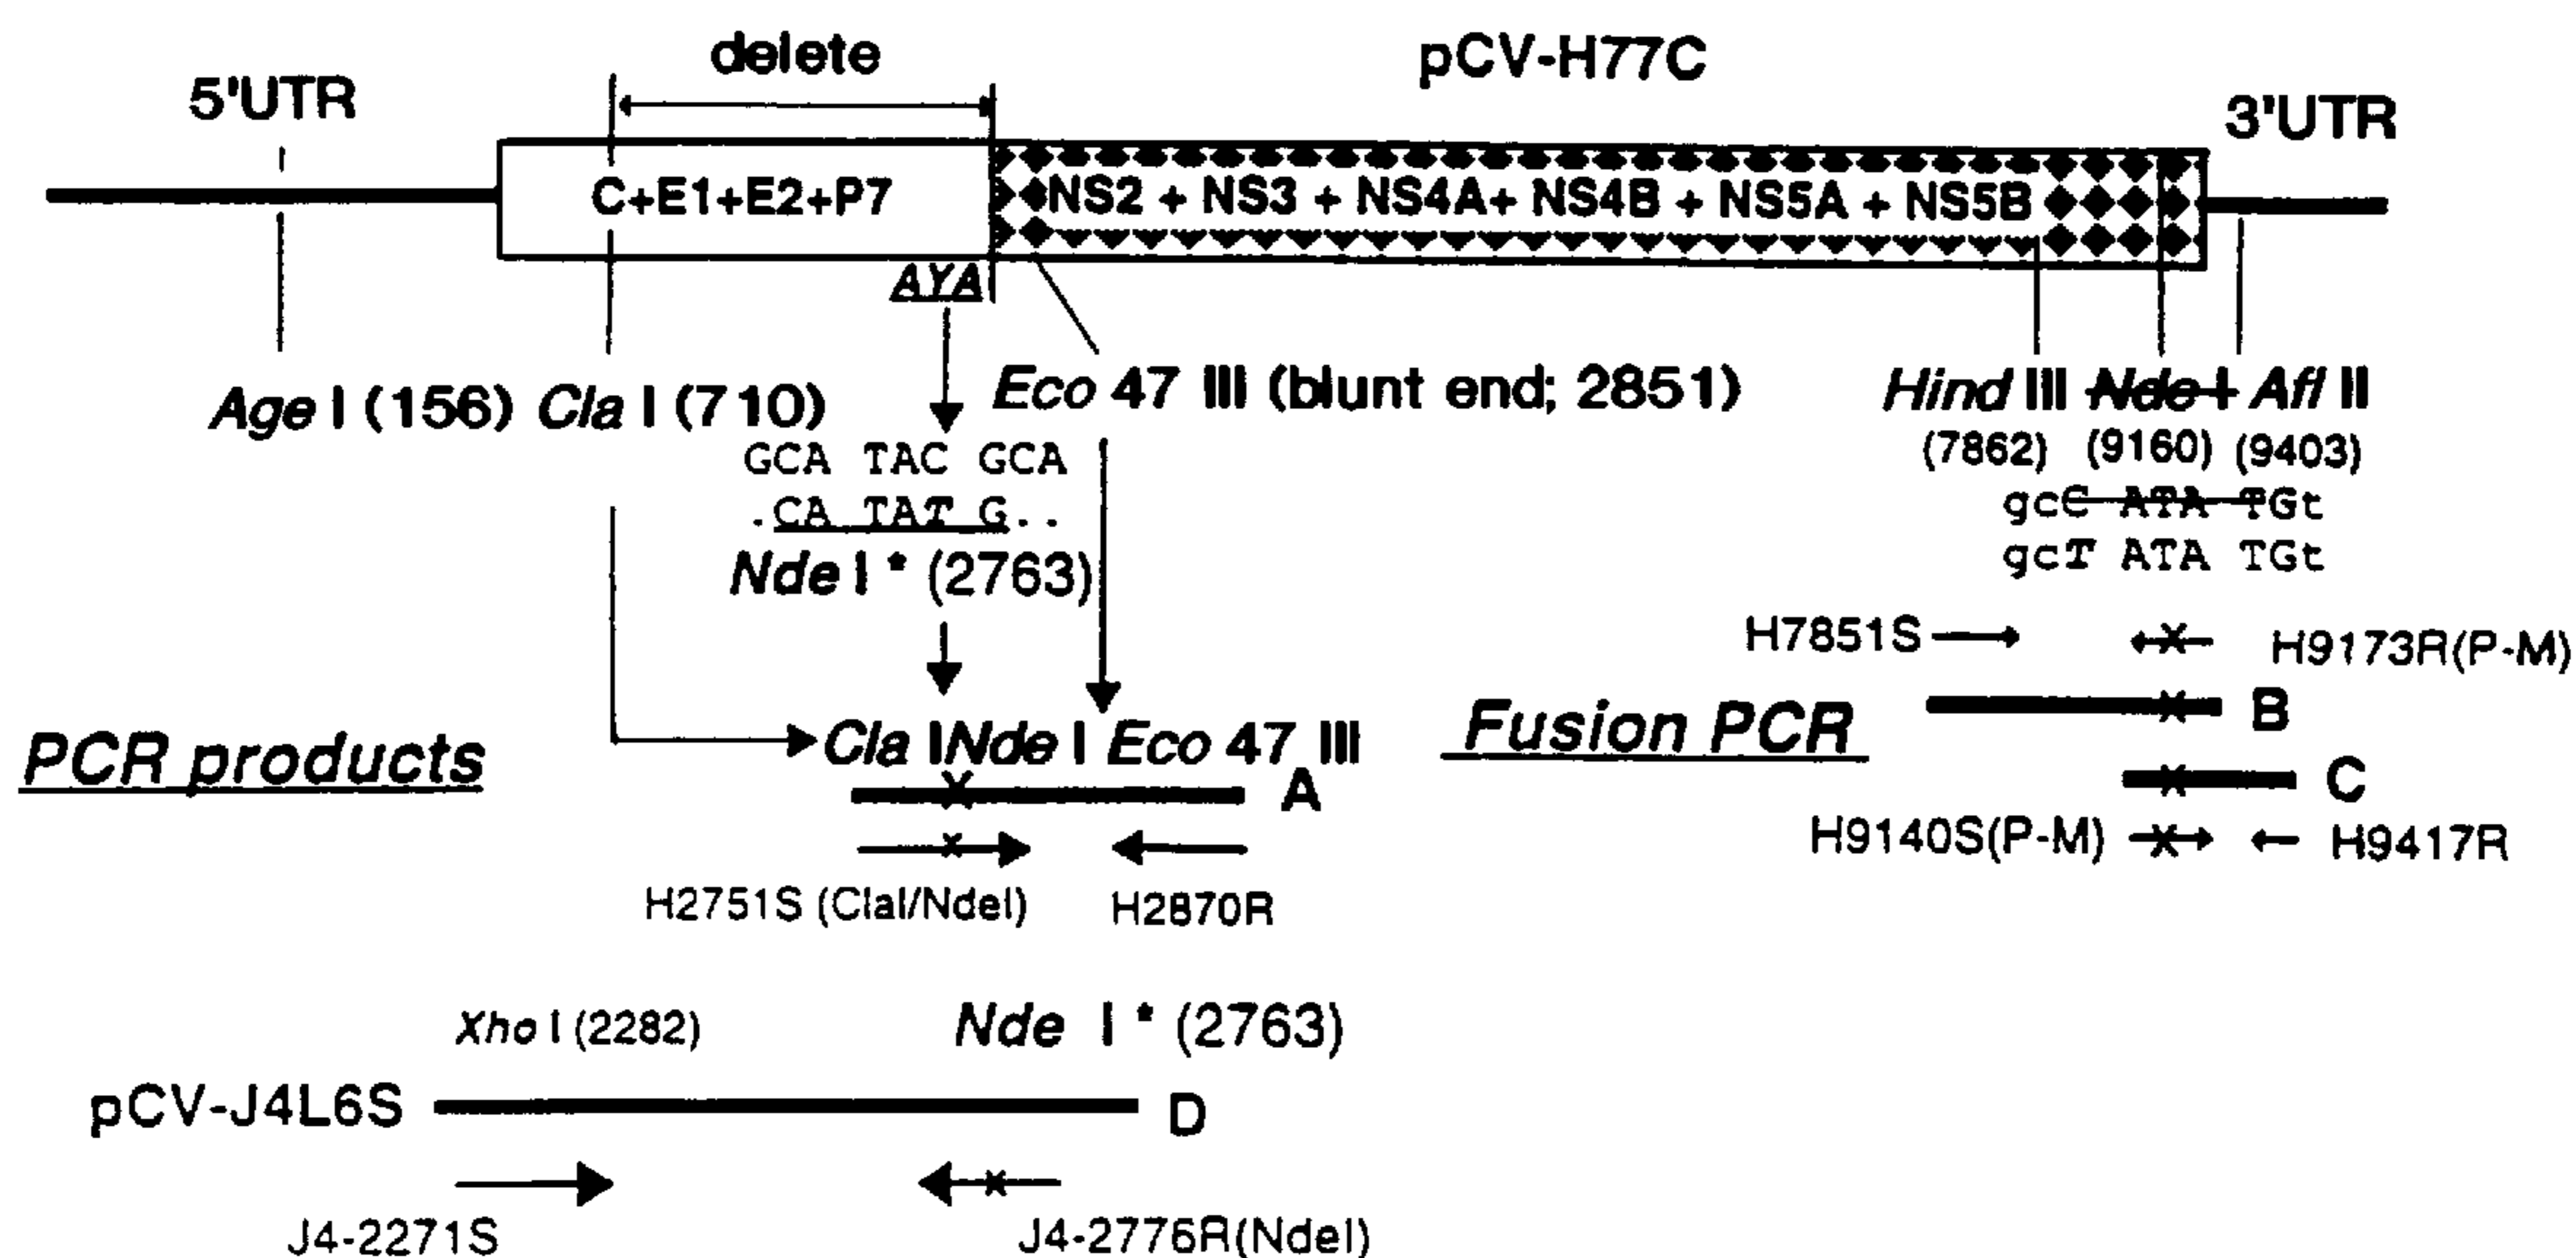 delete
pCV-H77C
5'UTR
3'UTR
C+E1+E2+P7
NS2 + NS3 + NS4A+ NS4B + NS5A + NS5B
AYA
Age I (156) Cla I (710)
Eco 47 III (blunt end; 2851)
Hind III Nde I Afl II
(7862) (9160) (9403)
GCA TAC GCA
.CA TAT G..
Nde I * (2763)
gcC ATA TGt
gcT ATA TGt
H7851S
H9173R(P-M)
B
PCR products
Cla I Nde I Eco 47 III
A
Fusion PCR
C
H9140S(P-M)
H9417R
H2751S (ClaI/NdeI)
H2870R
Xho I (2282)
Nde I * (2763)
pCV-J4L6S
D
J4-2271S
J4-2776R(NdeI)